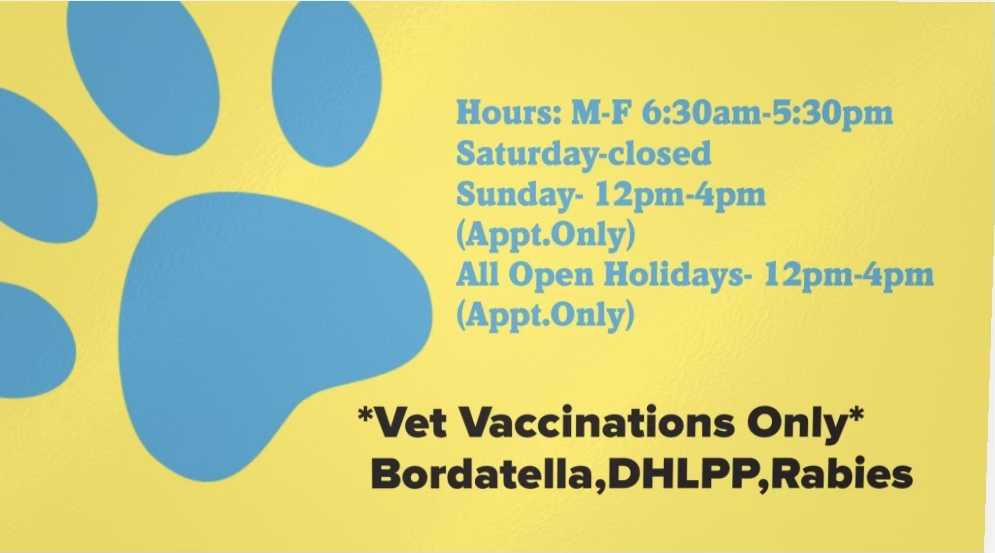 Hours: M-F 6:30am-5:30pm
Saturday-closed
Sunday- 12pm-4pm
(Appt.Only)
All Open Holidays- 12pm-4pm
(Appt.Only)
*Vet Vaccinations Only*
Bordatella,DHLPP,Rabies